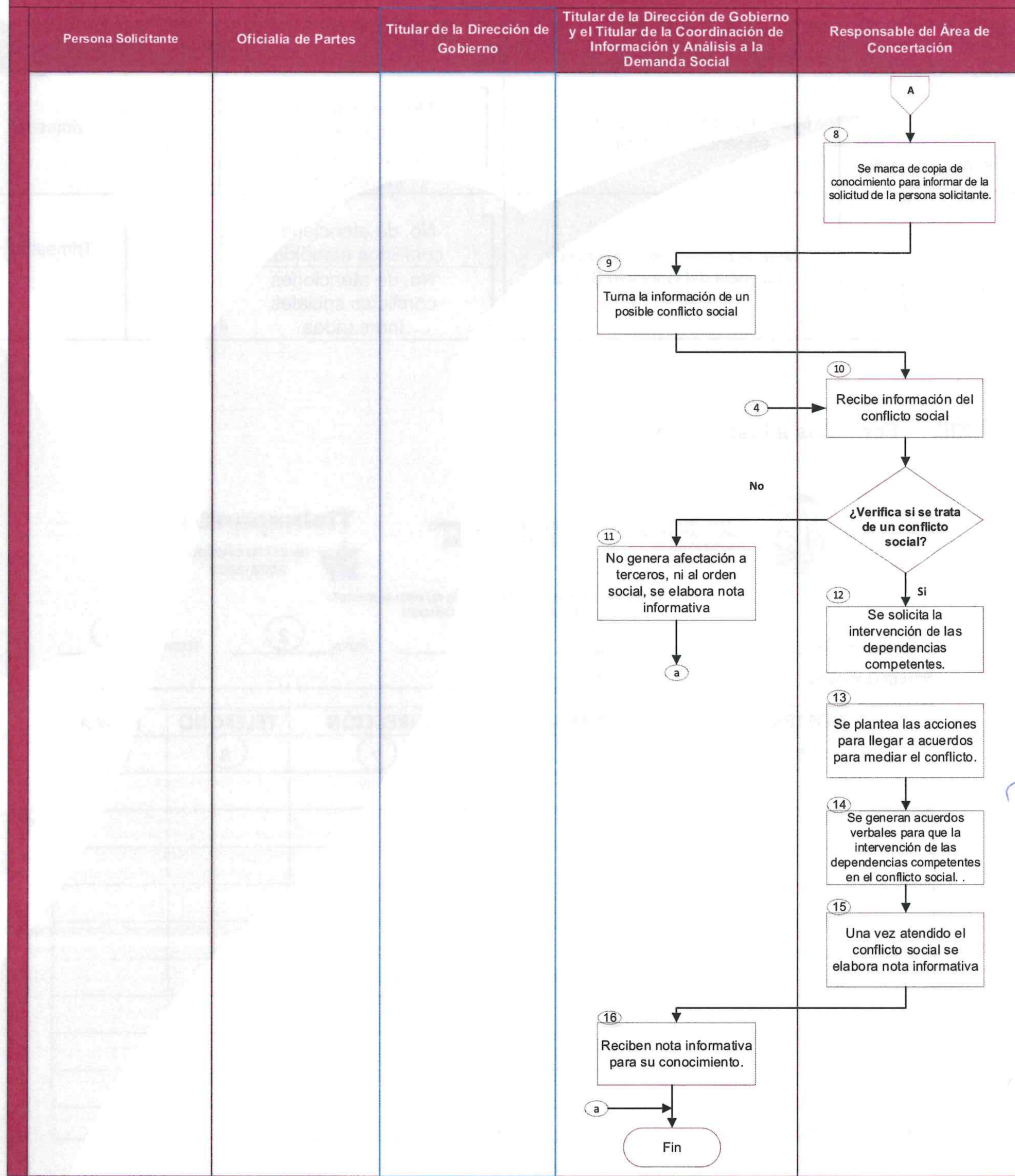 Persona Solicitante
Oficialía de Partes
Titular de la Dirección de
Gobierno
Titular de la Dirección de Gobierno
y el Titular de la Coordinación de
Información y Análisis a la
Demanda Social
Responsable del Área de
Concertación
A
8
Se marca de copia de
conocimiento para informar de la
solicitud de la persona solicitante.
9
Turna la información de un
posible conflicto social
10
Recibe información del
conflicto social
4
No
¿Verifica si se trata
de un conflicto
social?
11
No genera afectación a
terceros, ni al orden
social, se elabora nota
informativa
a
Si
12
Se solicita la
intervención de las
dependencias
competentes.
13
Se plantea las acciones
para llegar a acuerdos
para mediar el conflicto.
14
Se generan acuerdos
verbales para que la
intervención de las
dependencias competentes
en el conflicto social. .
15
Una vez atendido el
conflicto social se
elabora nota informativa
16
Reciben nota informativa
para su conocimiento.
a
Fin